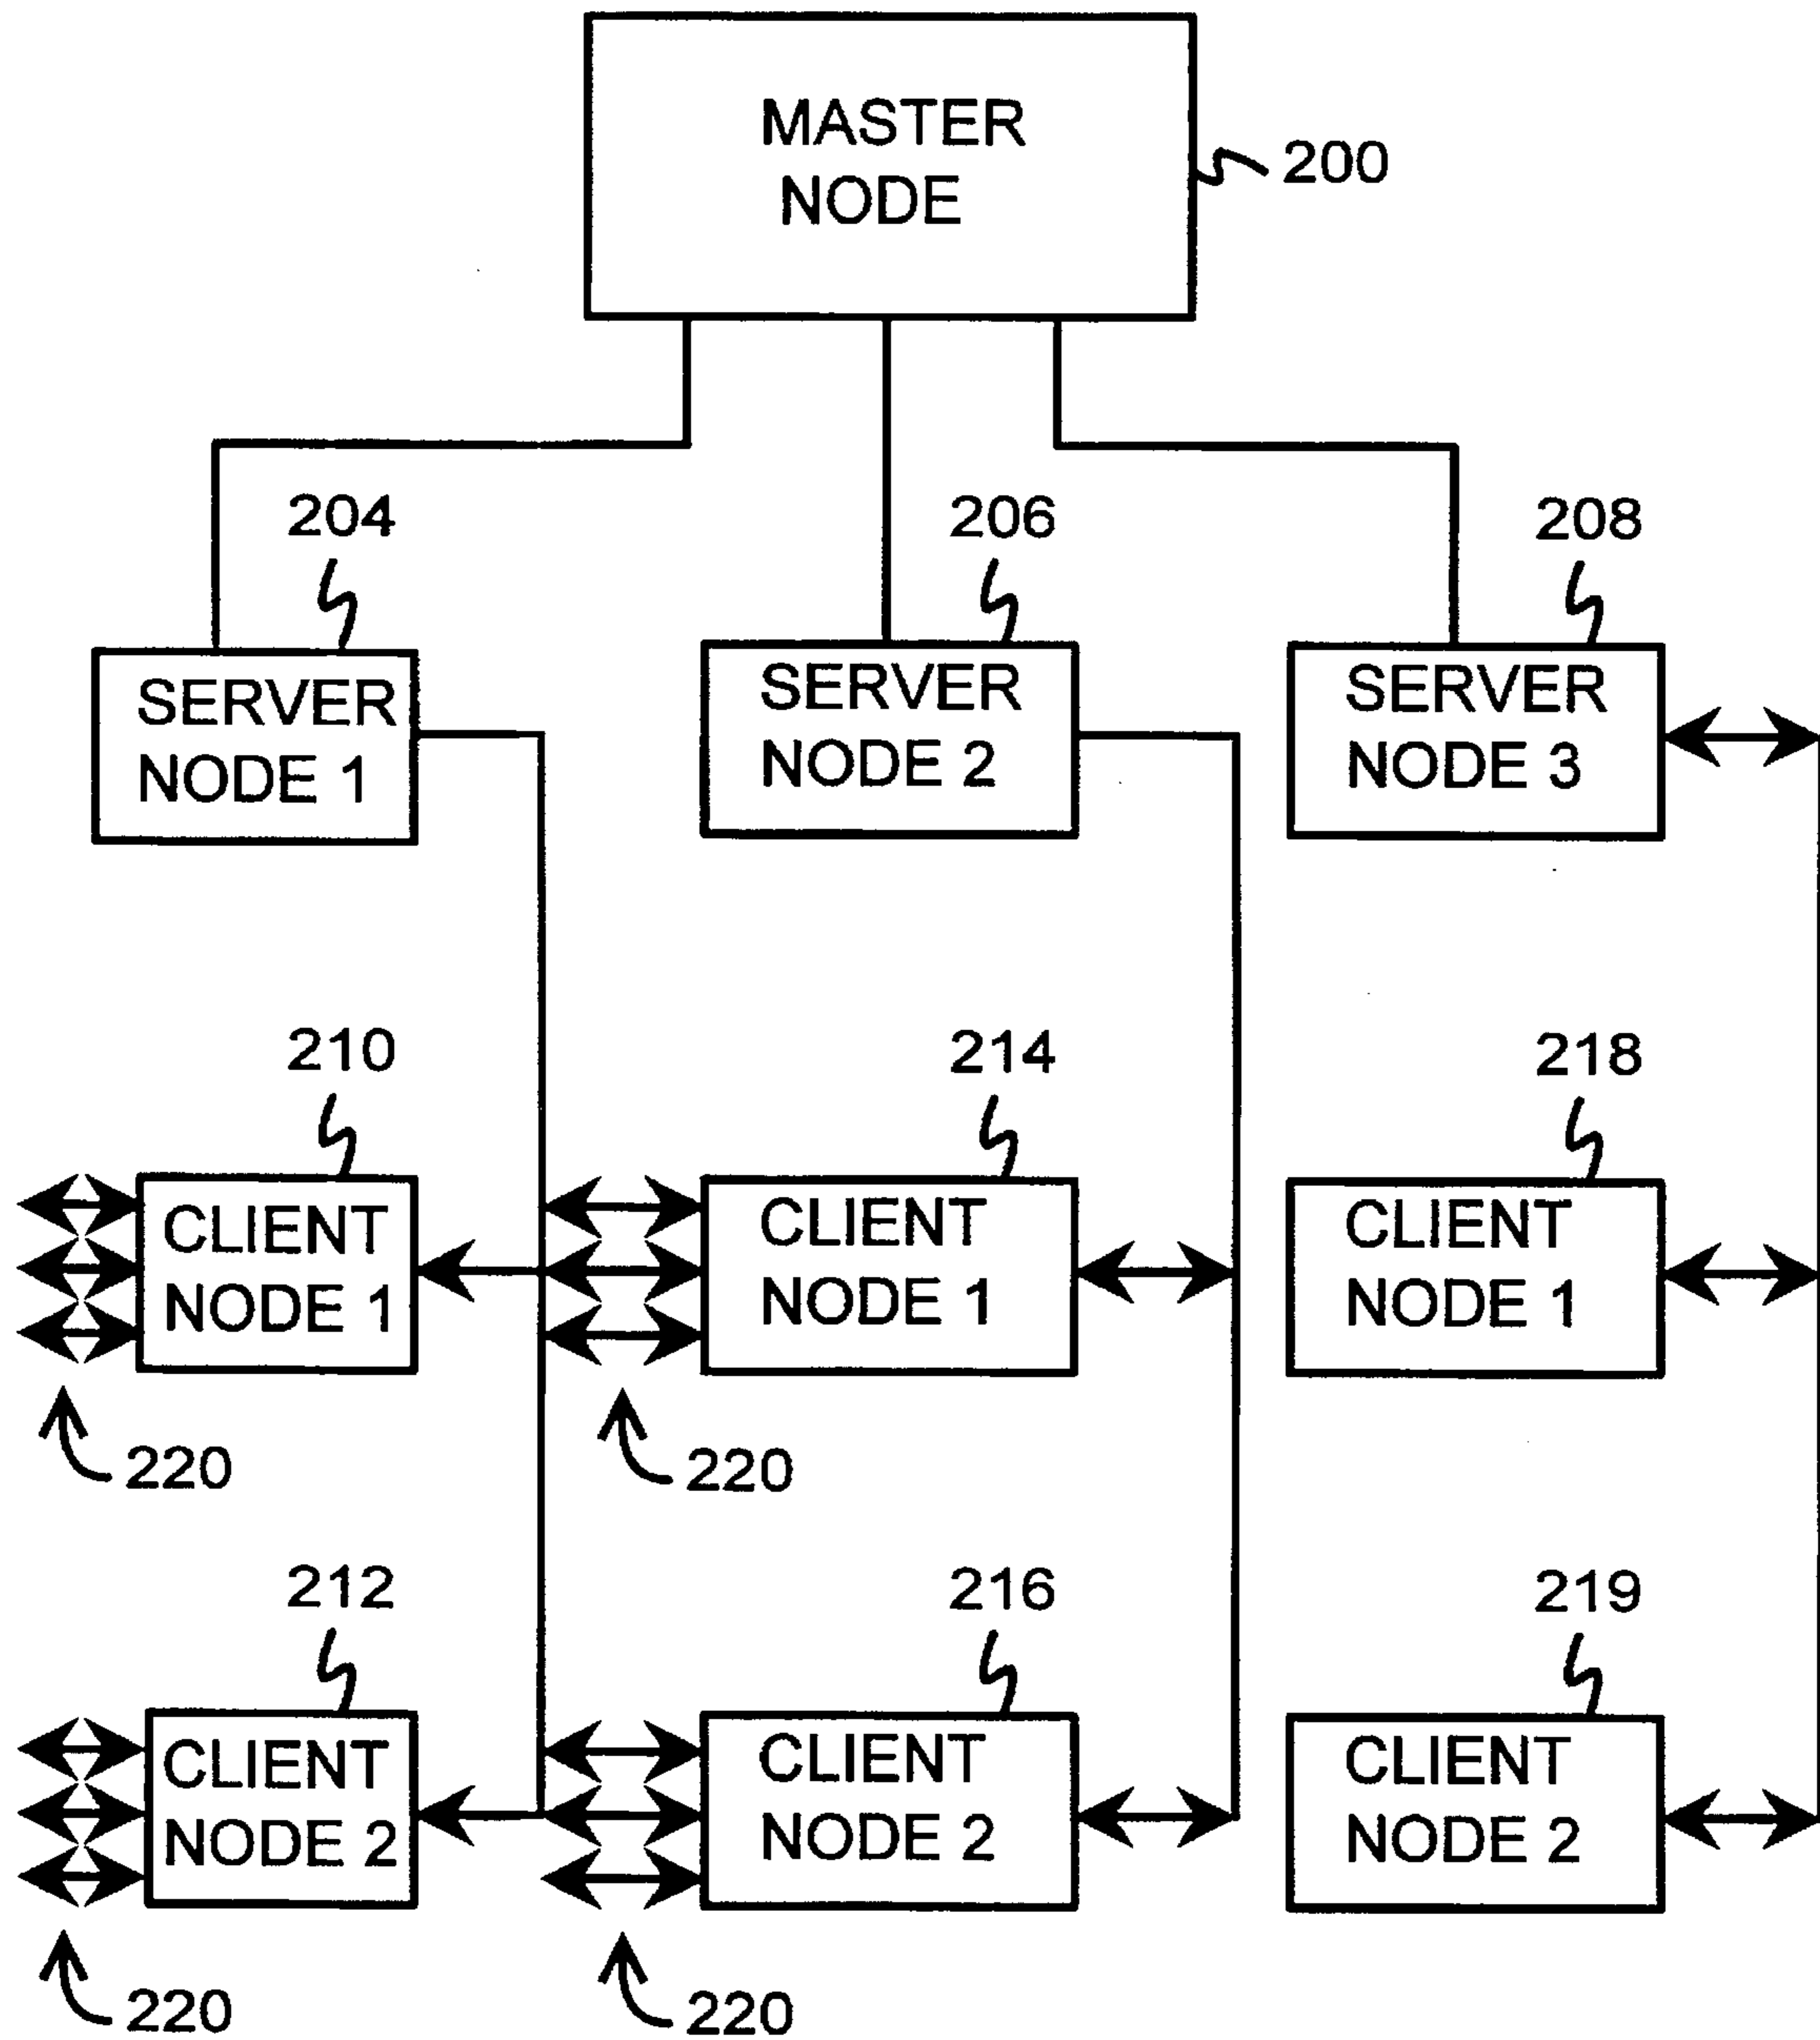 MASTER
NODE
200
204
206
208
SERVER
NODE 1
SERVER
NODE 2
SERVER
NODE 3
210
214
218
CLIENT
NODE 1
CLIENT
NODE 1
CLIENT
NODE 1
220
220
212
216
219
CLIENT
NODE 2
CLIENT
NODE 2
CLIENT
NODE 2
220
220